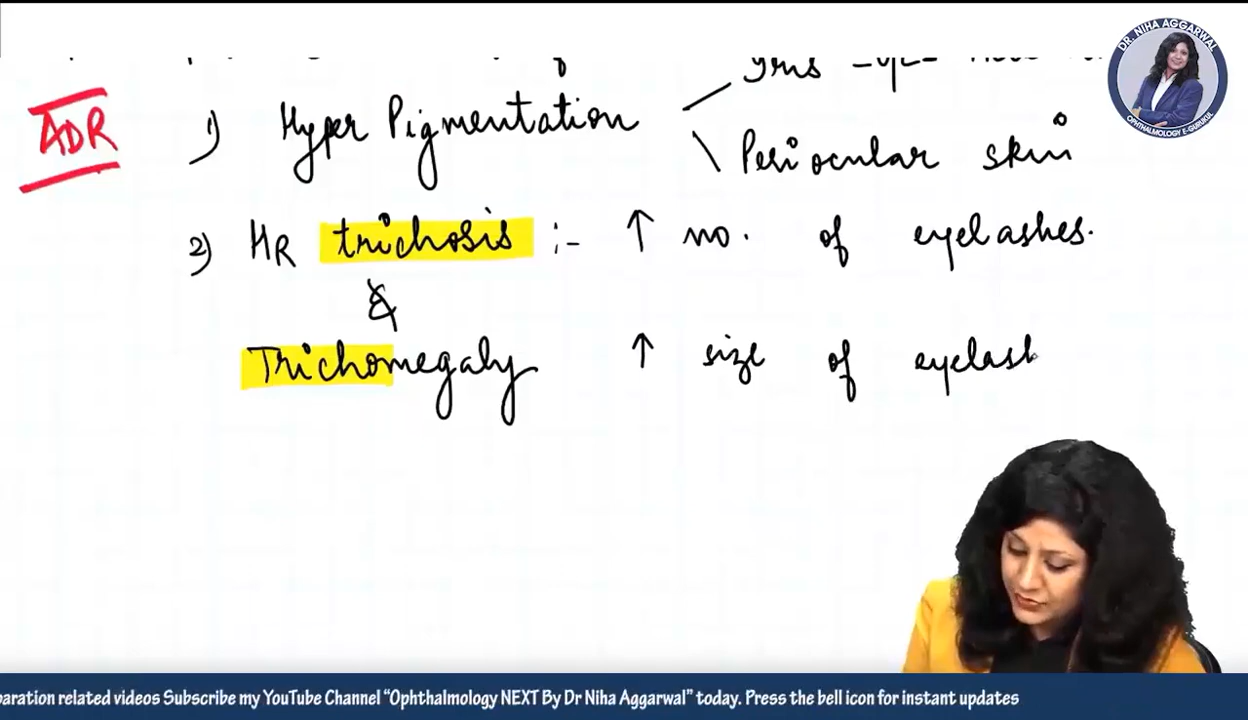 ADR 1) Hyper Pigmentation
Periocular skin
2) HR trichosis :- ↑ no. of eyelashes.
&
Trichomegaly ↑ size of eyelash
DR. NIHA AGGARWAL
OPHTHALMOLOGY E-GURUKUL
paration related videos Subscribe my YouTube Channel “Ophthalmology NEXT By Dr Niha Aggarwal” today. Press the bell icon for instant updates